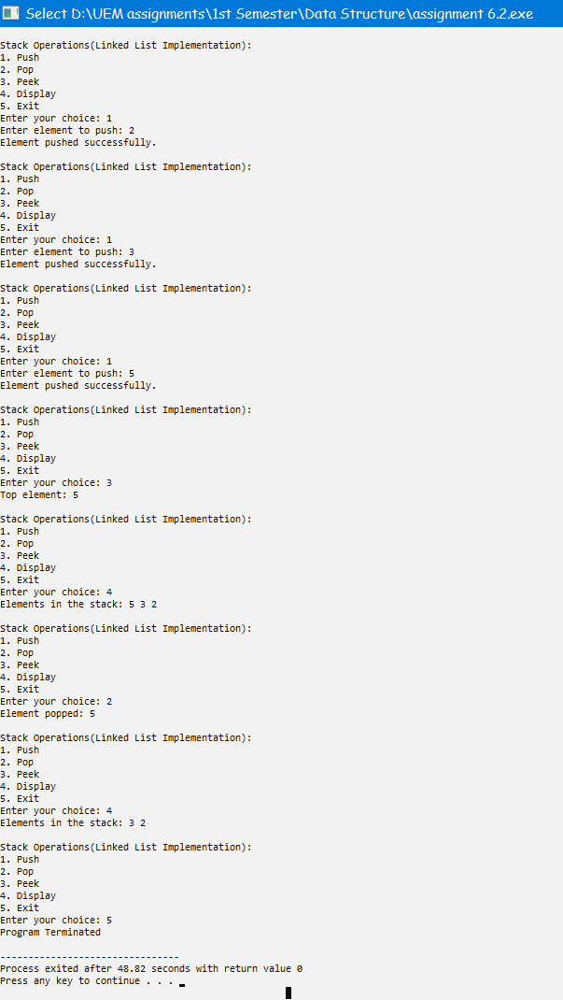 Select D:\UEM assignments\1st Semester\Data Structure\assignment 6.2.exe
Stack Operations(Linked List Implementation):
1. Push
2. Pop
3. Peek
4. Display
5. Exit
Enter your choice: 1
Enter element to push: 2
Element pushed successfully.
Stack Operations(Linked List Implementation):
1. Push
2. Pop
3. Peek
4. Display
5. Exit
Enter your choice: 1
Enter element to push: 3
Element pushed successfully.
Stack Operations(Linked List Implementation):
1. Push
2. Pop
3. Peek
4. Display
5. Exit
Enter your choice: 1
Enter element to push: 5
Element pushed successfully.
Stack Operations(Linked List Implementation):
1. Push
2. Pop
3. Peek
4. Display
5. Exit
Enter your choice: 3
Top element: 5
Stack Operations(Linked List Implementation):
1. Push
2. Pop
3. Peek
4. Display
5. Exit
Enter your choice: 4
Elements in the stack: 5 3 2
Stack Operations(Linked List Implementation):
1. Push
2. Pop
3. Peek
4. Display
5. Exit
Enter your choice: 2
Element popped: 5
Stack Operations(Linked List Implementation):
1. Push
2. Pop
3. Peek
4. Display
5. Exit
Enter your choice: 4
Elements in the stack: 3 2
Stack Operations(Linked List Implementation):
1. Push
2. Pop
3. Peek
4. Display
5. Exit
Enter your choice: 5
Program Terminated
--------------------------------
Process exited after 48.82 seconds with return value 0
Press any key to continue . . .